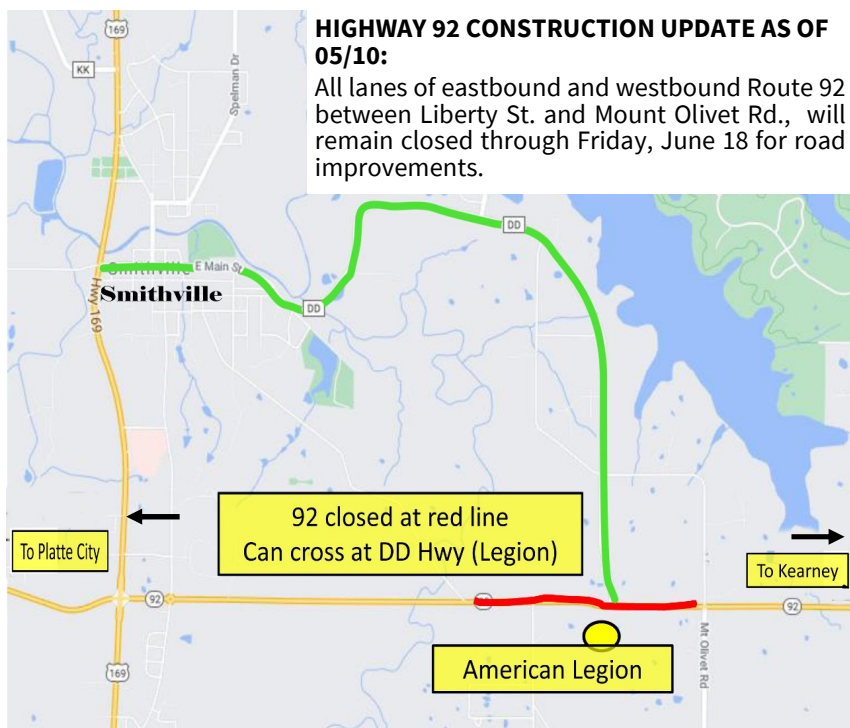 HIGHWAY 92 CONSTRUCTION UPDATE AS OF
05/10:
All lanes of eastbound and westbound Route 92
between Liberty St. and Mount Olivet Rd., will
remain closed through Friday, June 18 for road
improvements.
169
KK
Spelman Dr
DD
Smithville
E Main St
Smithville
Hwy 169
DD
92 closed at red line
Can cross at DD Hwy (Legion)
To Platte City
To Kearney
92
92
Mt Olivet Rd
American Legion
169